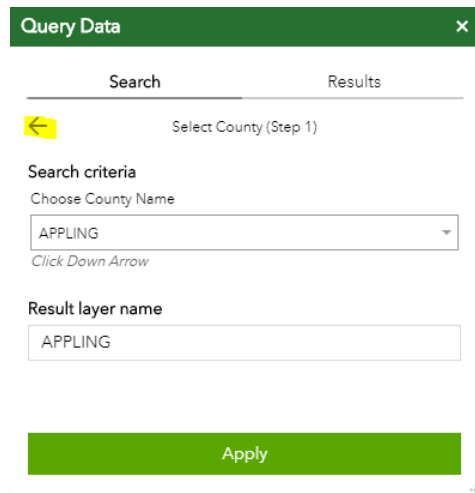 Query Data
Search Results
Select County (Step 1)
Search criteria
Choose County Name
APPLING
Click Down Arrow
Result layer name
APPLING
Apply